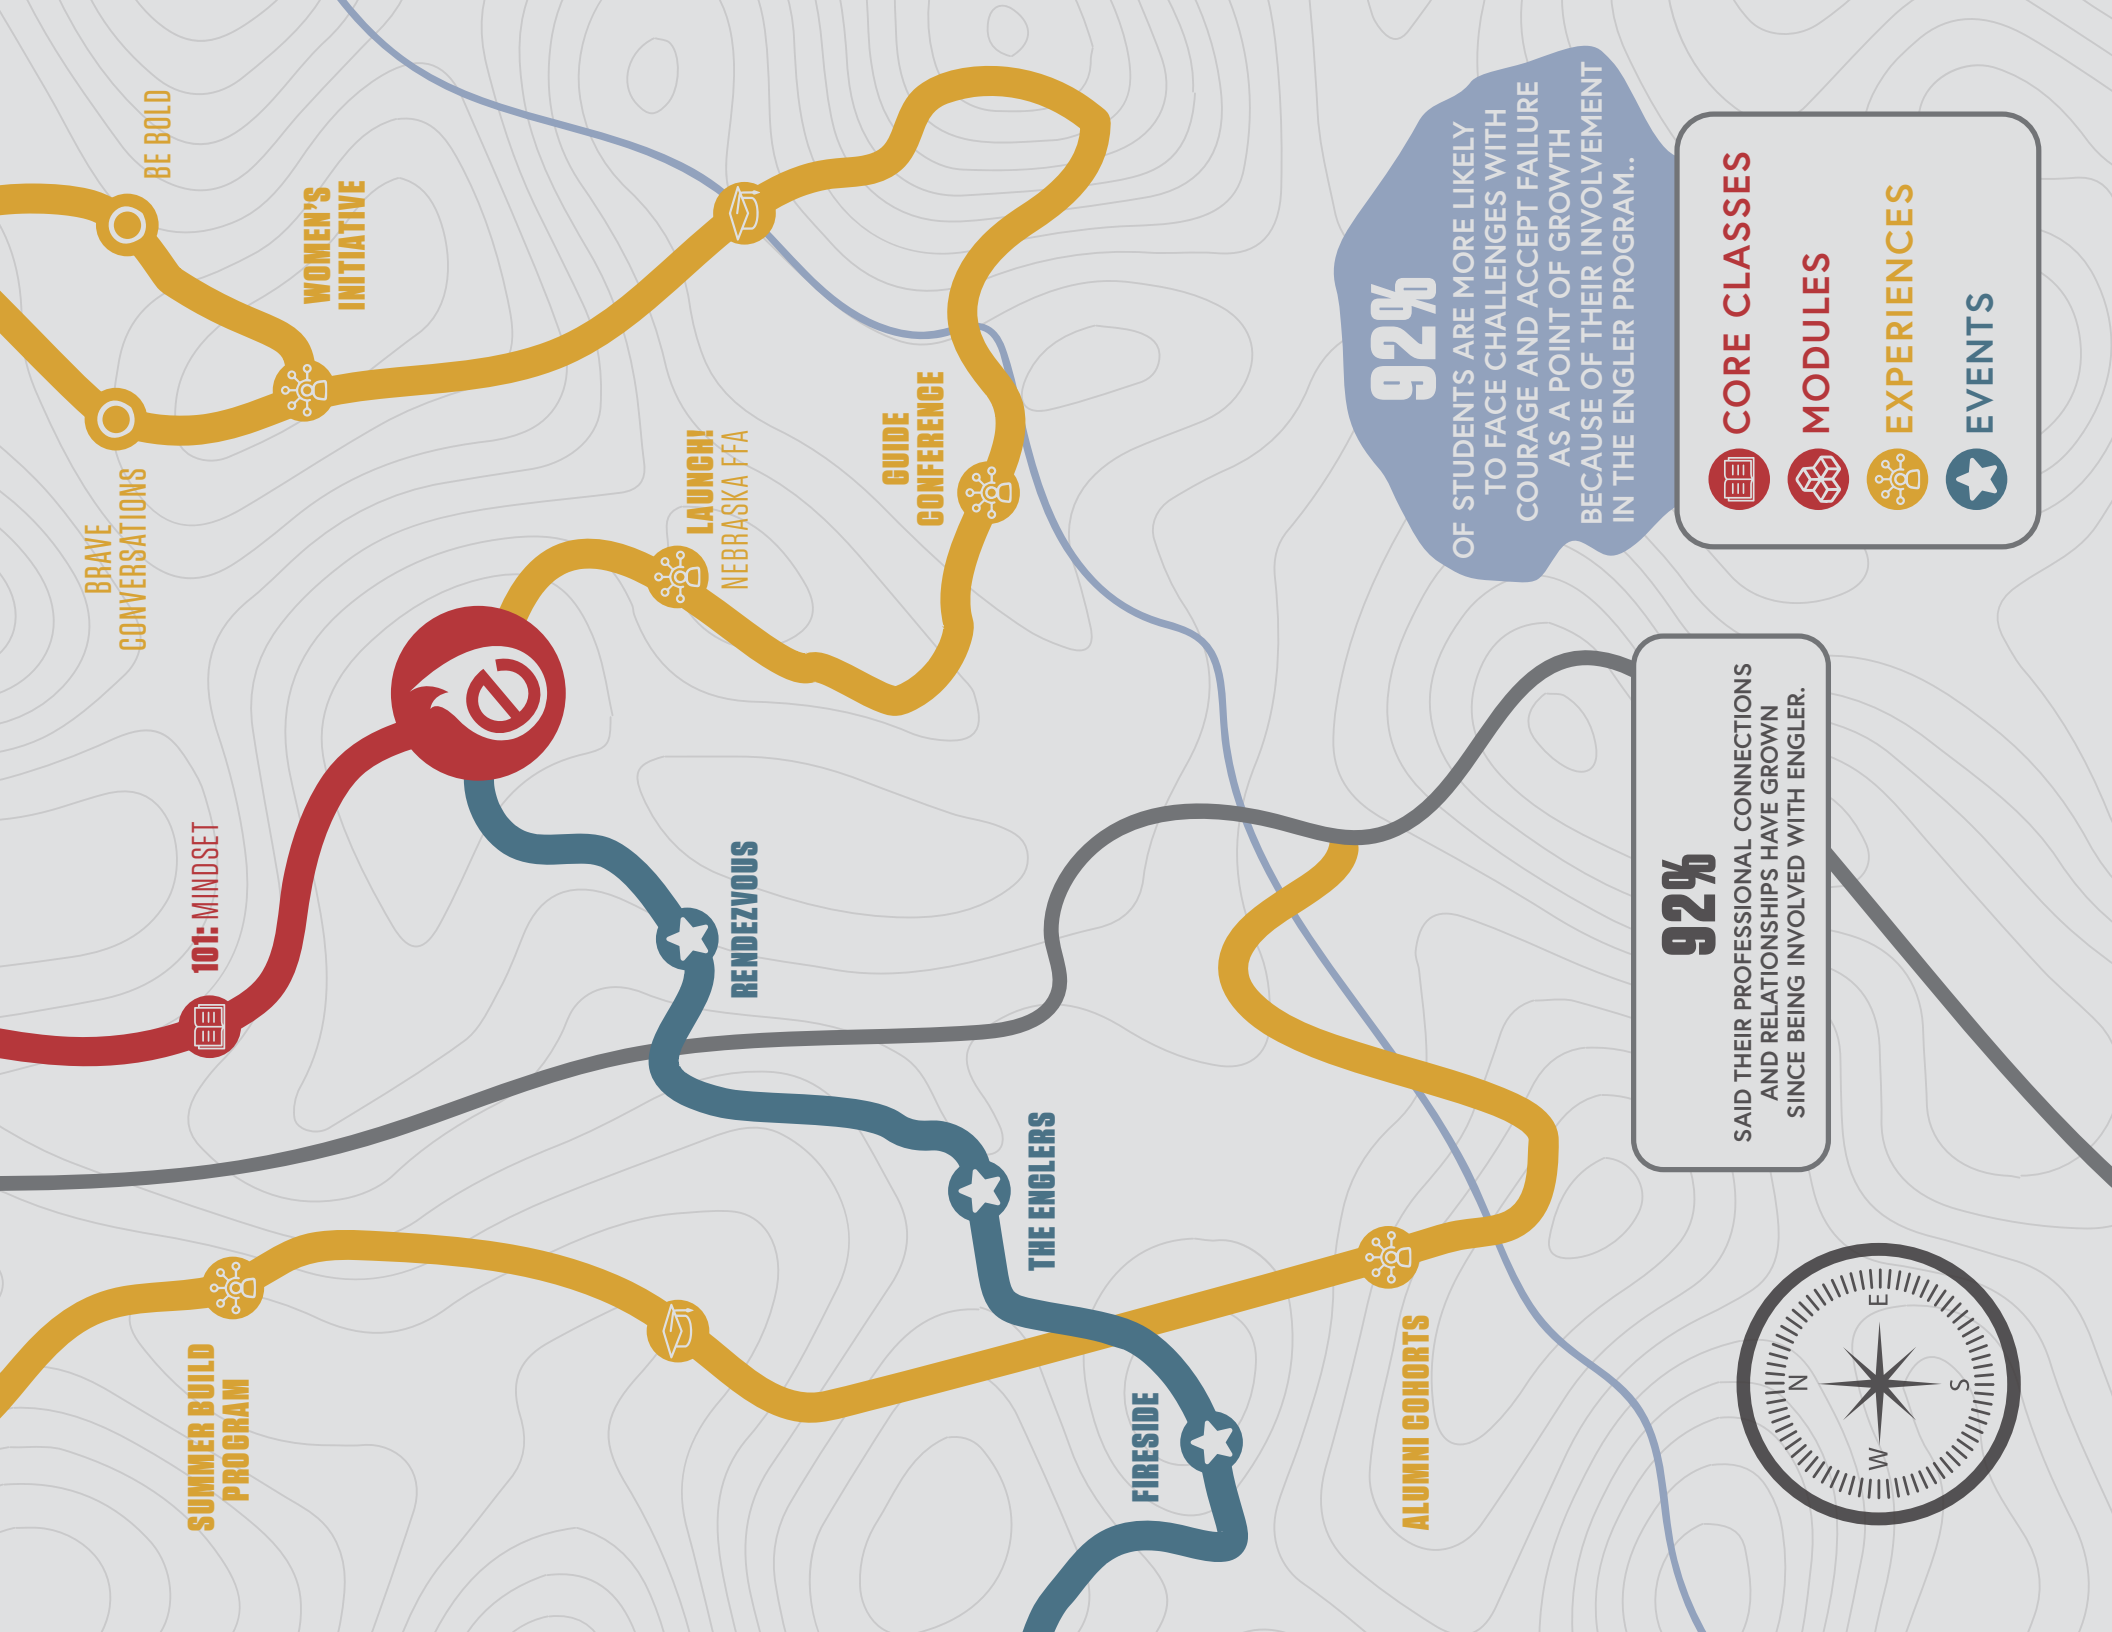 BRAVE
CONVERSATIONS
BE BOLD
WOMEN'S
INITIATIVE
LAUNCH!
NEBRASKA FFA
GUIDE
CONFERENCE
101: MINDSET
RENDEZVOUS
THE ENGLERS
SUMMER BUILD
PROGRAM
FIRESIDE
ALUMNI COHORTS
92%
OF STUDENTS ARE MORE LIKELY
TO FACE CHALLENGES WITH
COURAGE AND ACCEPT FAILURE
AS A POINT OF GROWTH
BECAUSE OF THEIR INVOLVEMENT
IN THE ENGLER PROGRAM..
CORE CLASSES
MODULES
EXPERIENCES
EVENTS
92%
SAID THEIR PROFESSIONAL CONNECTIONS
AND RELATIONSHIPS HAVE GROWN
SINCE BEING INVOLVED WITH ENGLER.
N
W
E
S